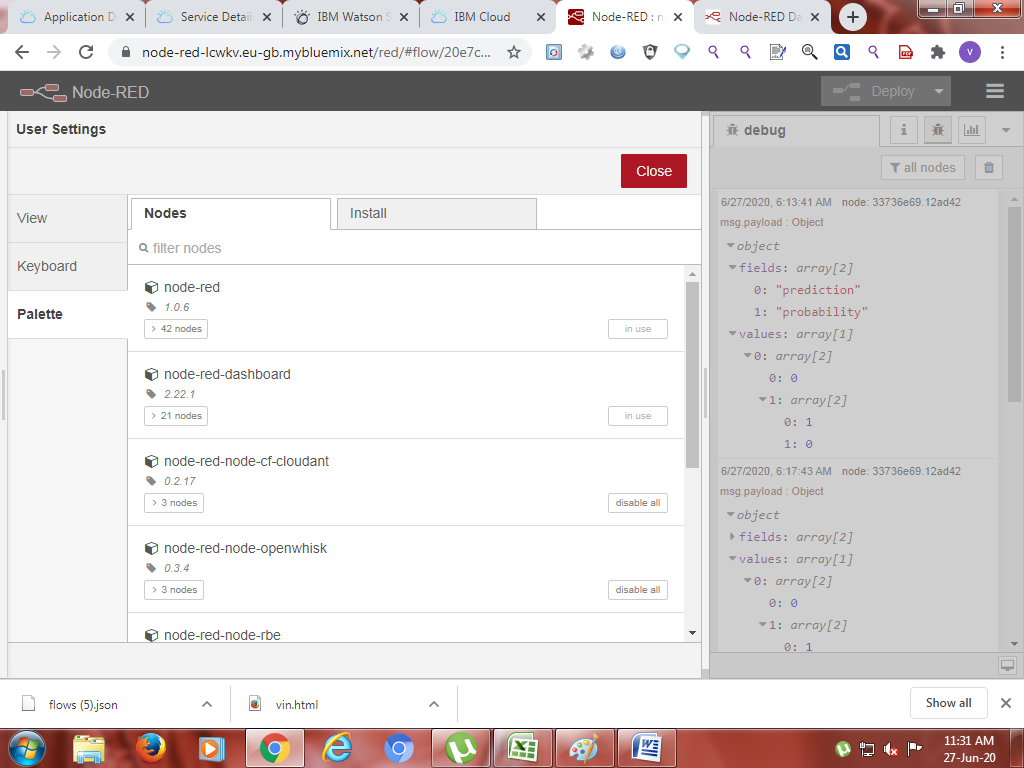 Application D
Service Detail
IBM Watson S
IBM Cloud
Node-RED : n
Node-RED Da
node-red-lcwkv.eu-gb.mybluemix.net/red/#flow/20e7c...
V
Node-RED
Deploy
User Settings
Close
View
Keyboard
Palette
Nodes
Install
filter nodes
node-red
1.0.6
42 nodes
in use
node-red-dashboard
2.22.1
21 nodes
in use
node-red-node-cf-cloudant
0.2.17
3 nodes
disable all
node-red-node-openwhisk
0.3.4
3 nodes
disable all
node-red-node-rbe
debug
all nodes
6/27/2020, 6:13:41 AM node: 33736e69.12ad42
msg.payload : Object
object
fields: array[2]
0: "prediction"
1: "probability"
values: array[1]
0: array[2]
0: 0
1: array[2]
0: 1
1: 0
6/27/2020, 6:17:43 AM node: 33736e69.12ad42
msg.payload : Object
object
fields: array[2]
values: array[1]
0: array[2]
0: 0
1: array[2]
0: 1
flows (5).json
vin.html
Show all
11:31 AM
27-Jun-20